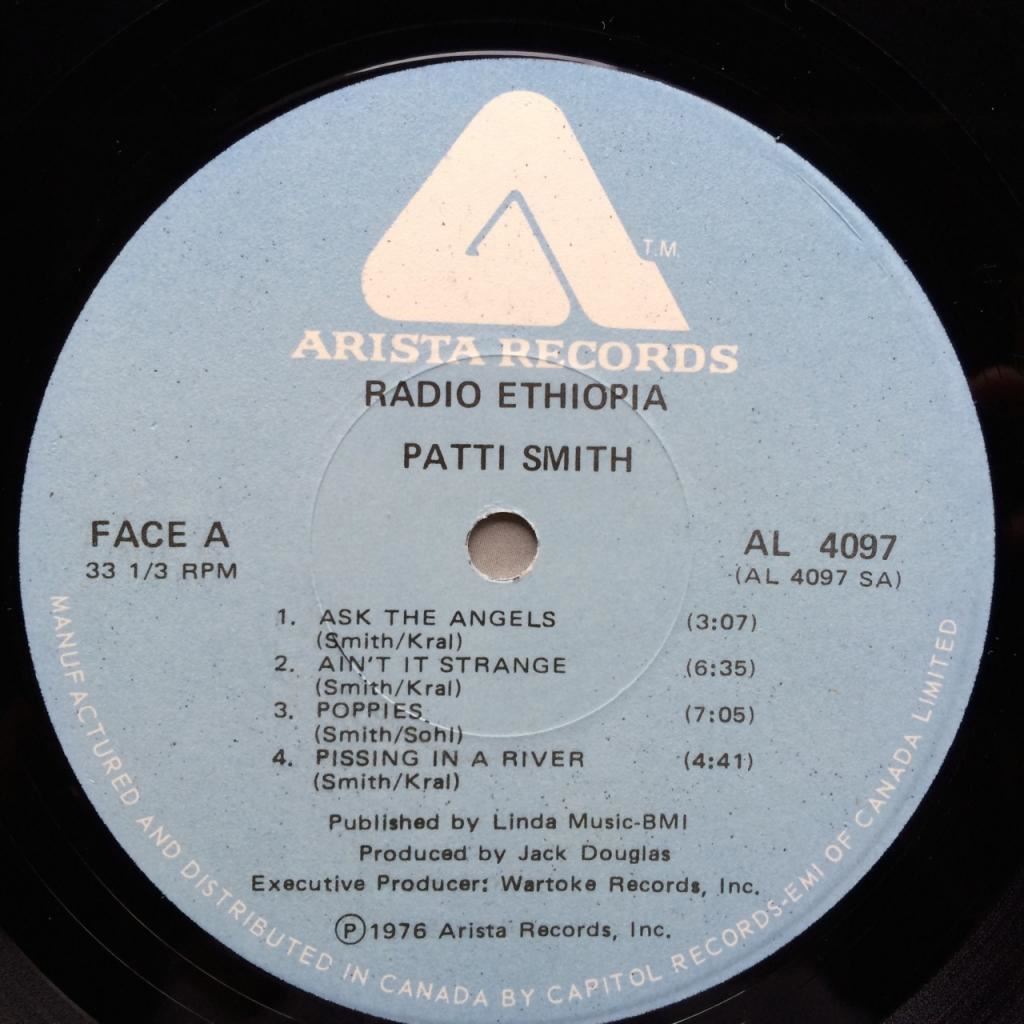 T.M.
ARISTA RECORDS
RADIO ETHIOPIA
PATTI SMITH
FACE A
33 1/3 RPM
AL 4097
(AL 4097 SA)
1. ASK THE ANGELS (3:07)
(Smith/Kral)
2. AIN'T IT STRANGE (6:35)
(Smith/Kral)
3. POPPIES (7:05)
(Smith/Sohl)
4. PISSING IN A RIVER (4:41)
(Smith/Kral)
Published by Linda Music-BMI
Produced by Jack Douglas
Executive Producer: Wartoke Records, Inc.
Ⓟ1976 Arista Records, Inc.
MANUFACTURED AND DISTRIBUTED IN CANADA BY CAPITOL RECORDS-EMI OF CANADA LIMITED